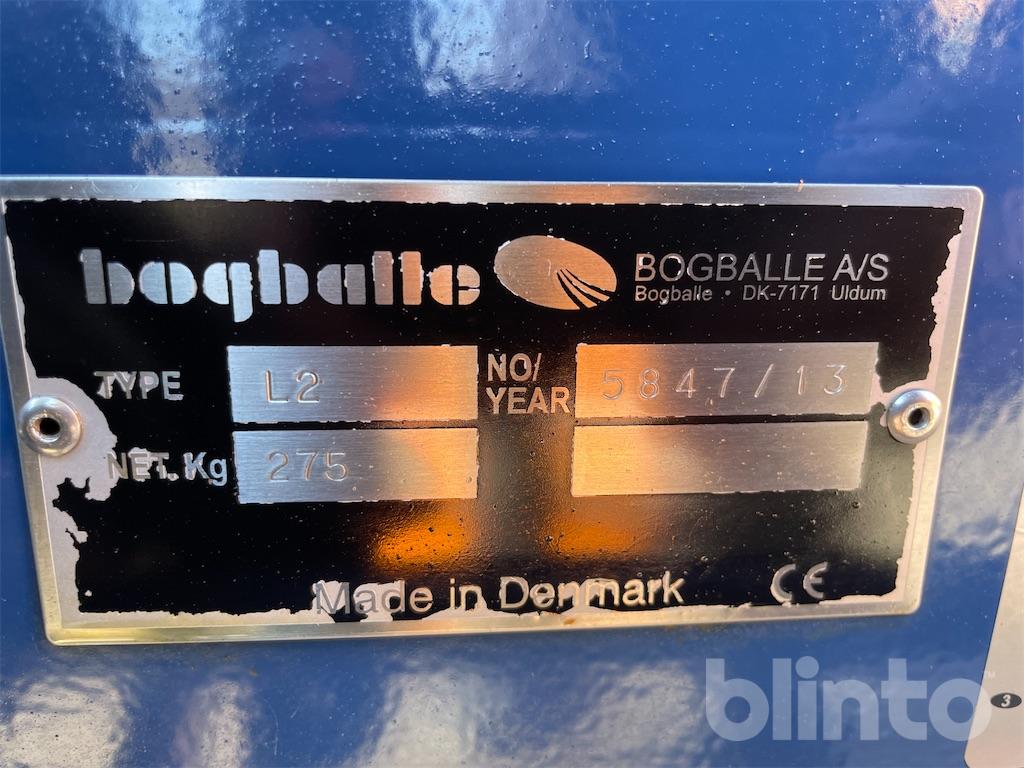 bogballe
BOGBALLE A/S
Bogballe · DK-7171 Uldum
TYPE L2
NO/YEAR 5847/13
NET. Kg 275
Made in Denmark CE
blinto
3